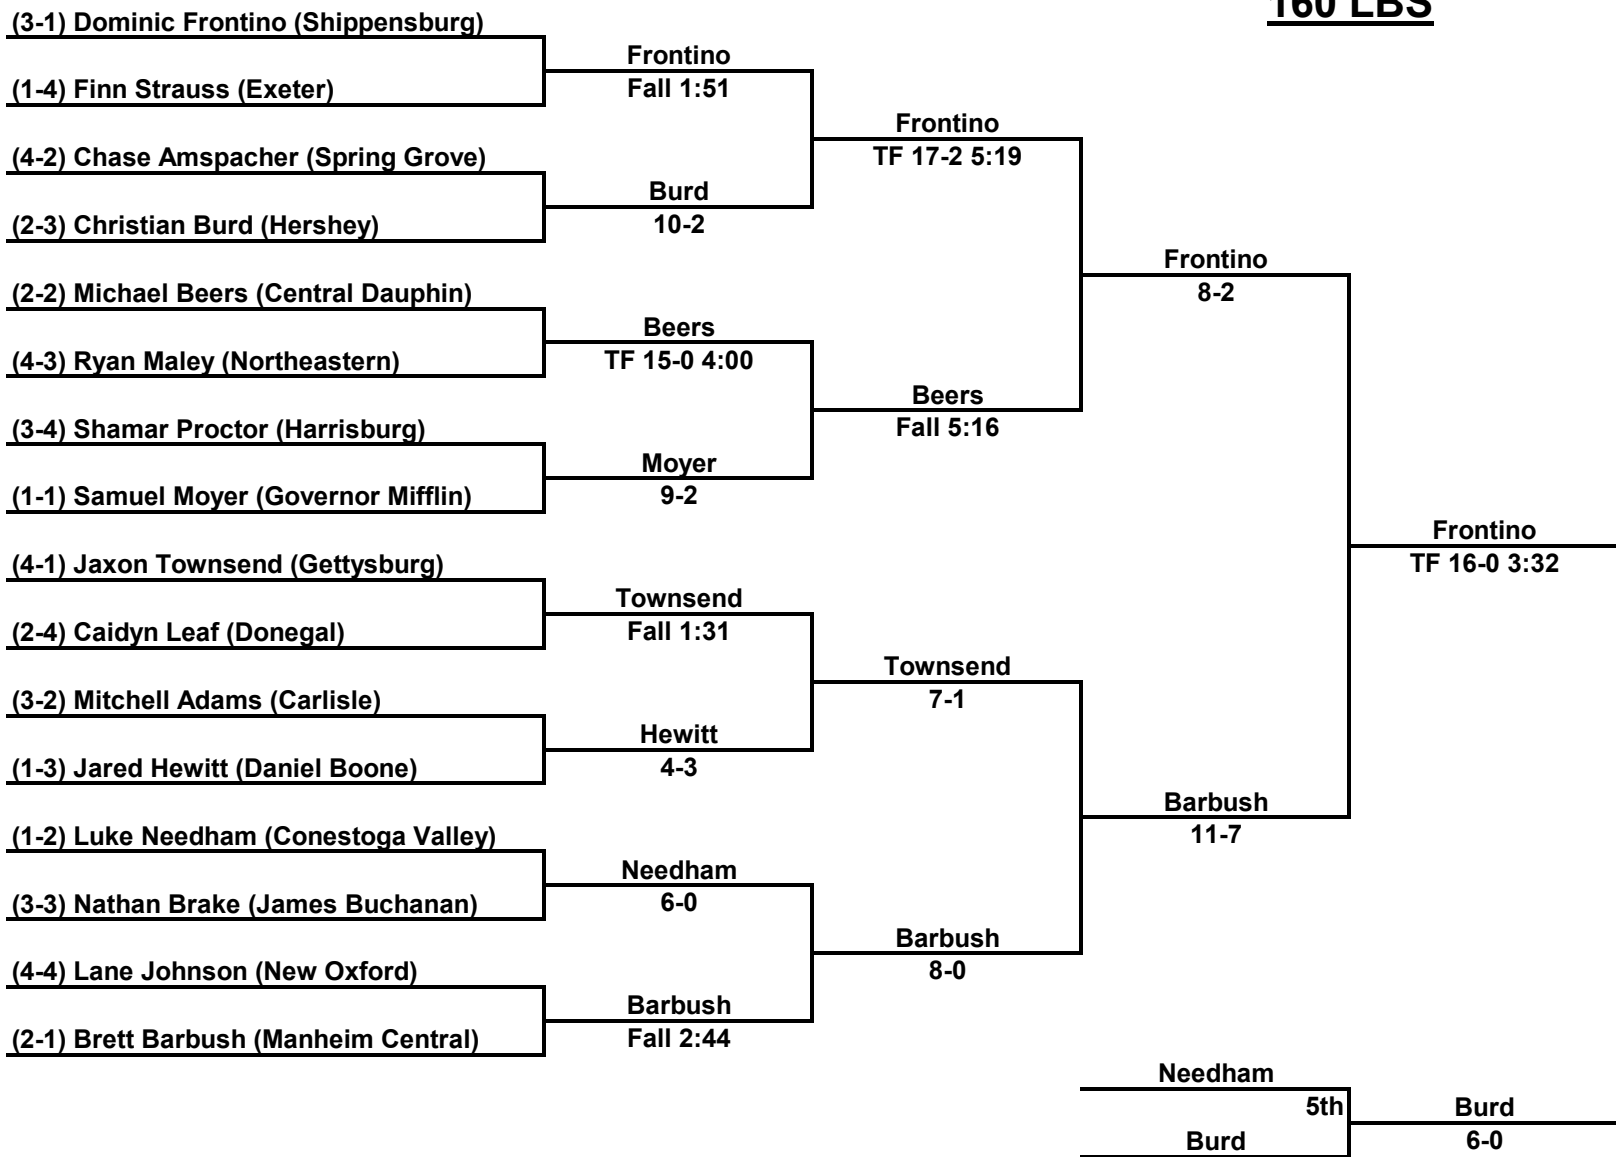 160 LBS
(3-1) Dominic Frontino (Shippensburg)
Frontino
(1-4) Finn Strauss (Exeter)
Fall 1:51
Frontino
(4-2) Chase Amspacher (Spring Grove)
TF 17-2 5:19
Burd
(2-3) Christian Burd (Hershey)
10-2
Frontino
(2-2) Michael Beers (Central Dauphin)
8-2
Beers
(4-3) Ryan Maley (Northeastern)
TF 15-0 4:00
Beers
(3-4) Shamar Proctor (Harrisburg)
Fall 5:16
Moyer
(1-1) Samuel Moyer (Governor Mifflin)
9-2
Frontino
(4-1) Jaxon Townsend (Gettysburg)
TF 16-0 3:32
Townsend
(2-4) Caidyn Leaf (Donegal)
Fall 1:31
Townsend
(3-2) Mitchell Adams (Carlisle)
7-1
Hewitt
(1-3) Jared Hewitt (Daniel Boone)
4-3
Barbush
(1-2) Luke Needham (Conestoga Valley)
11-7
Needham
(3-3) Nathan Brake (James Buchanan)
6-0
Barbush
(4-4) Lane Johnson (New Oxford)
8-0
Barbush
(2-1) Brett Barbush (Manheim Central)
Fall 2:44
Needham
5th
Burd
Burd
6-0